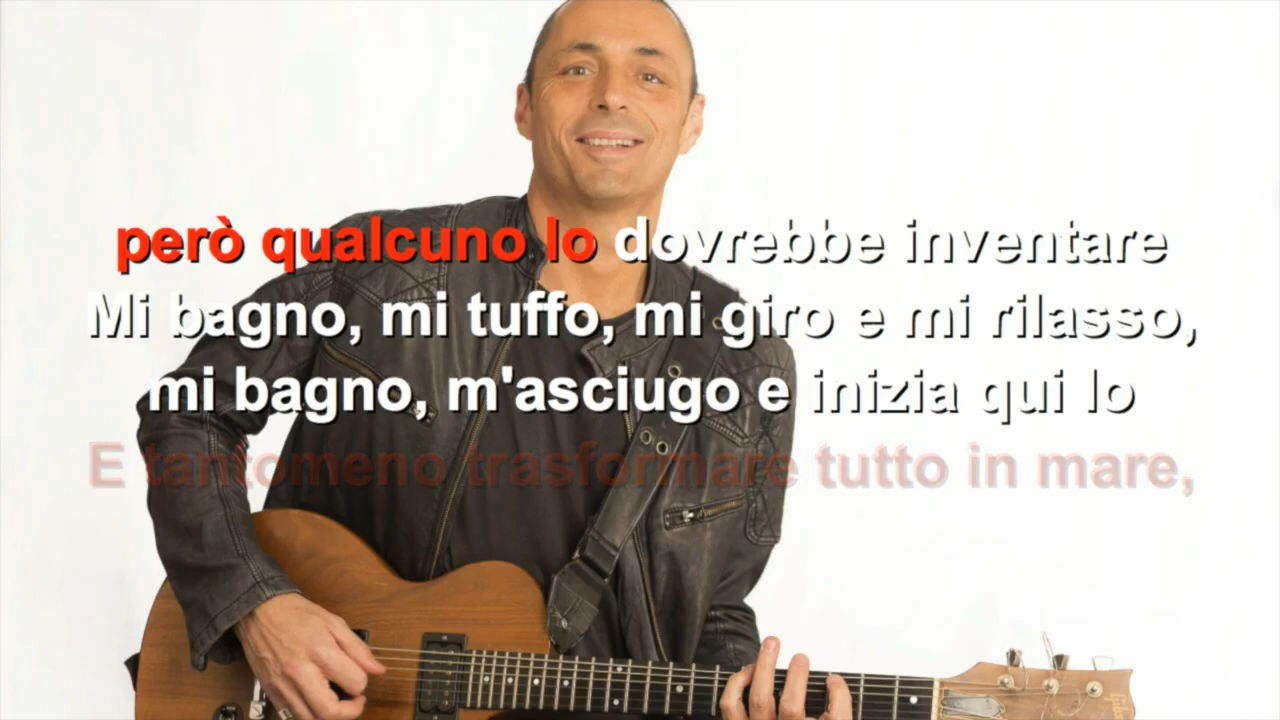 però qualcuno lo dovrebbe inventare
Mi bagno, mi tuffo, mi giro e mi rilasso,
mi bagno, m'asciugo e inizia qui lo
E tantomeno trasformare tutto in mare,